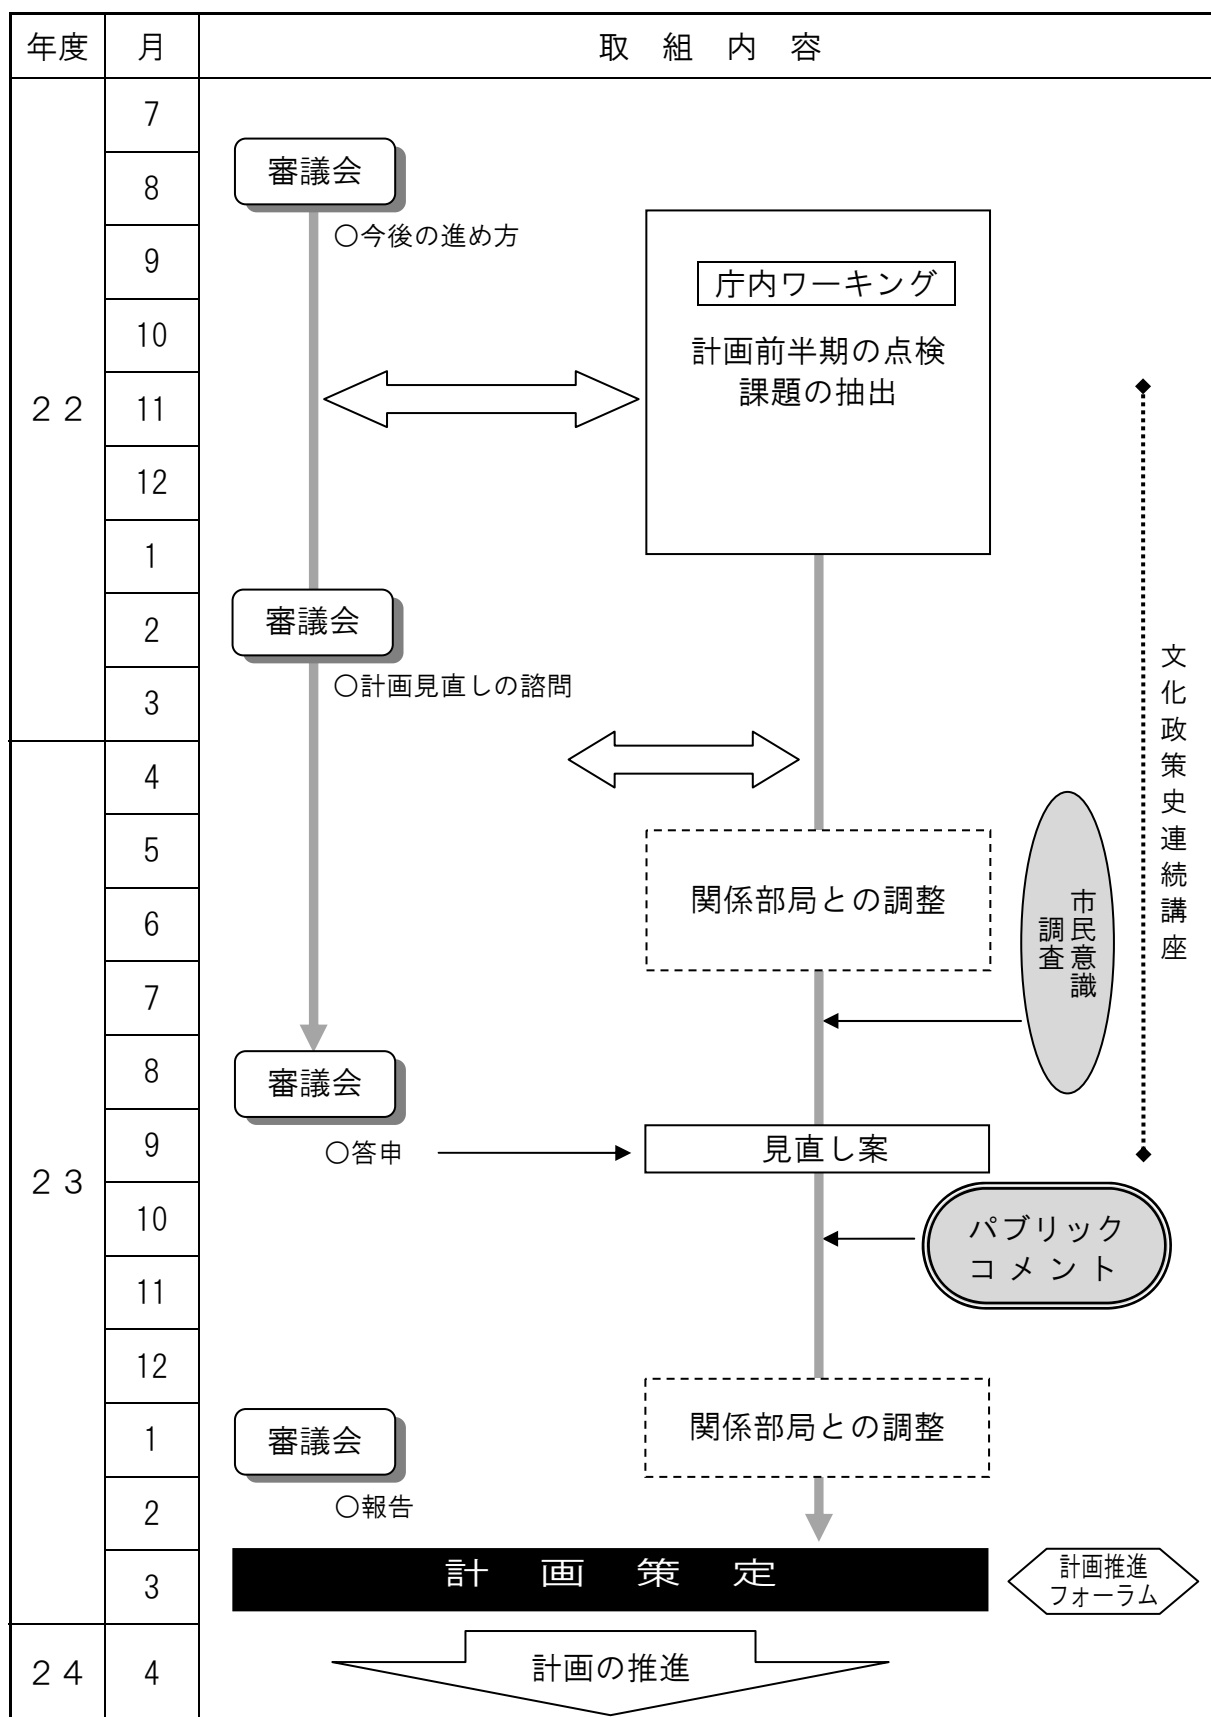 年度 月 取 組 内 容
22
7
8
9
10
11
12
1
2
3
審議会
〇今後の進め方
庁内ワーキング
計画前半期の点検
課題の抽出
審議会
〇計画見直しの諮問
23
4
5
6
7
8
9
10
11
12
1
2
3
関係部局との調整
市民意識
調査
文化政策史連続講座
審議会
〇答申
見直し案
パブリック
コメント
関係部局との調整
審議会
〇報告
計 画 策 定
計画推進
フォーラム
24
4
計画の推進